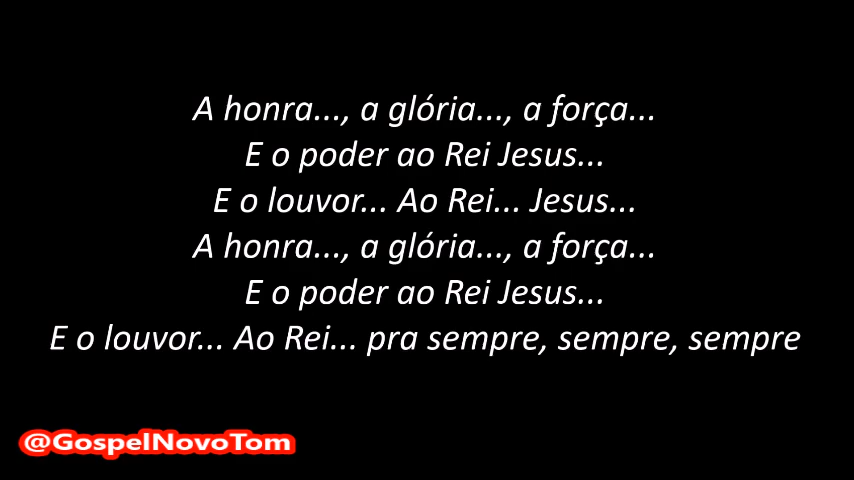 A honra..., a glória..., a força...
E o poder ao Rei Jesus...
E o louvor... Ao Rei... Jesus...
A honra..., a glória..., a força...
E o poder ao Rei Jesus...
E o louvor... Ao Rei... pra sempre, sempre, sempre
@GospelNovoTom